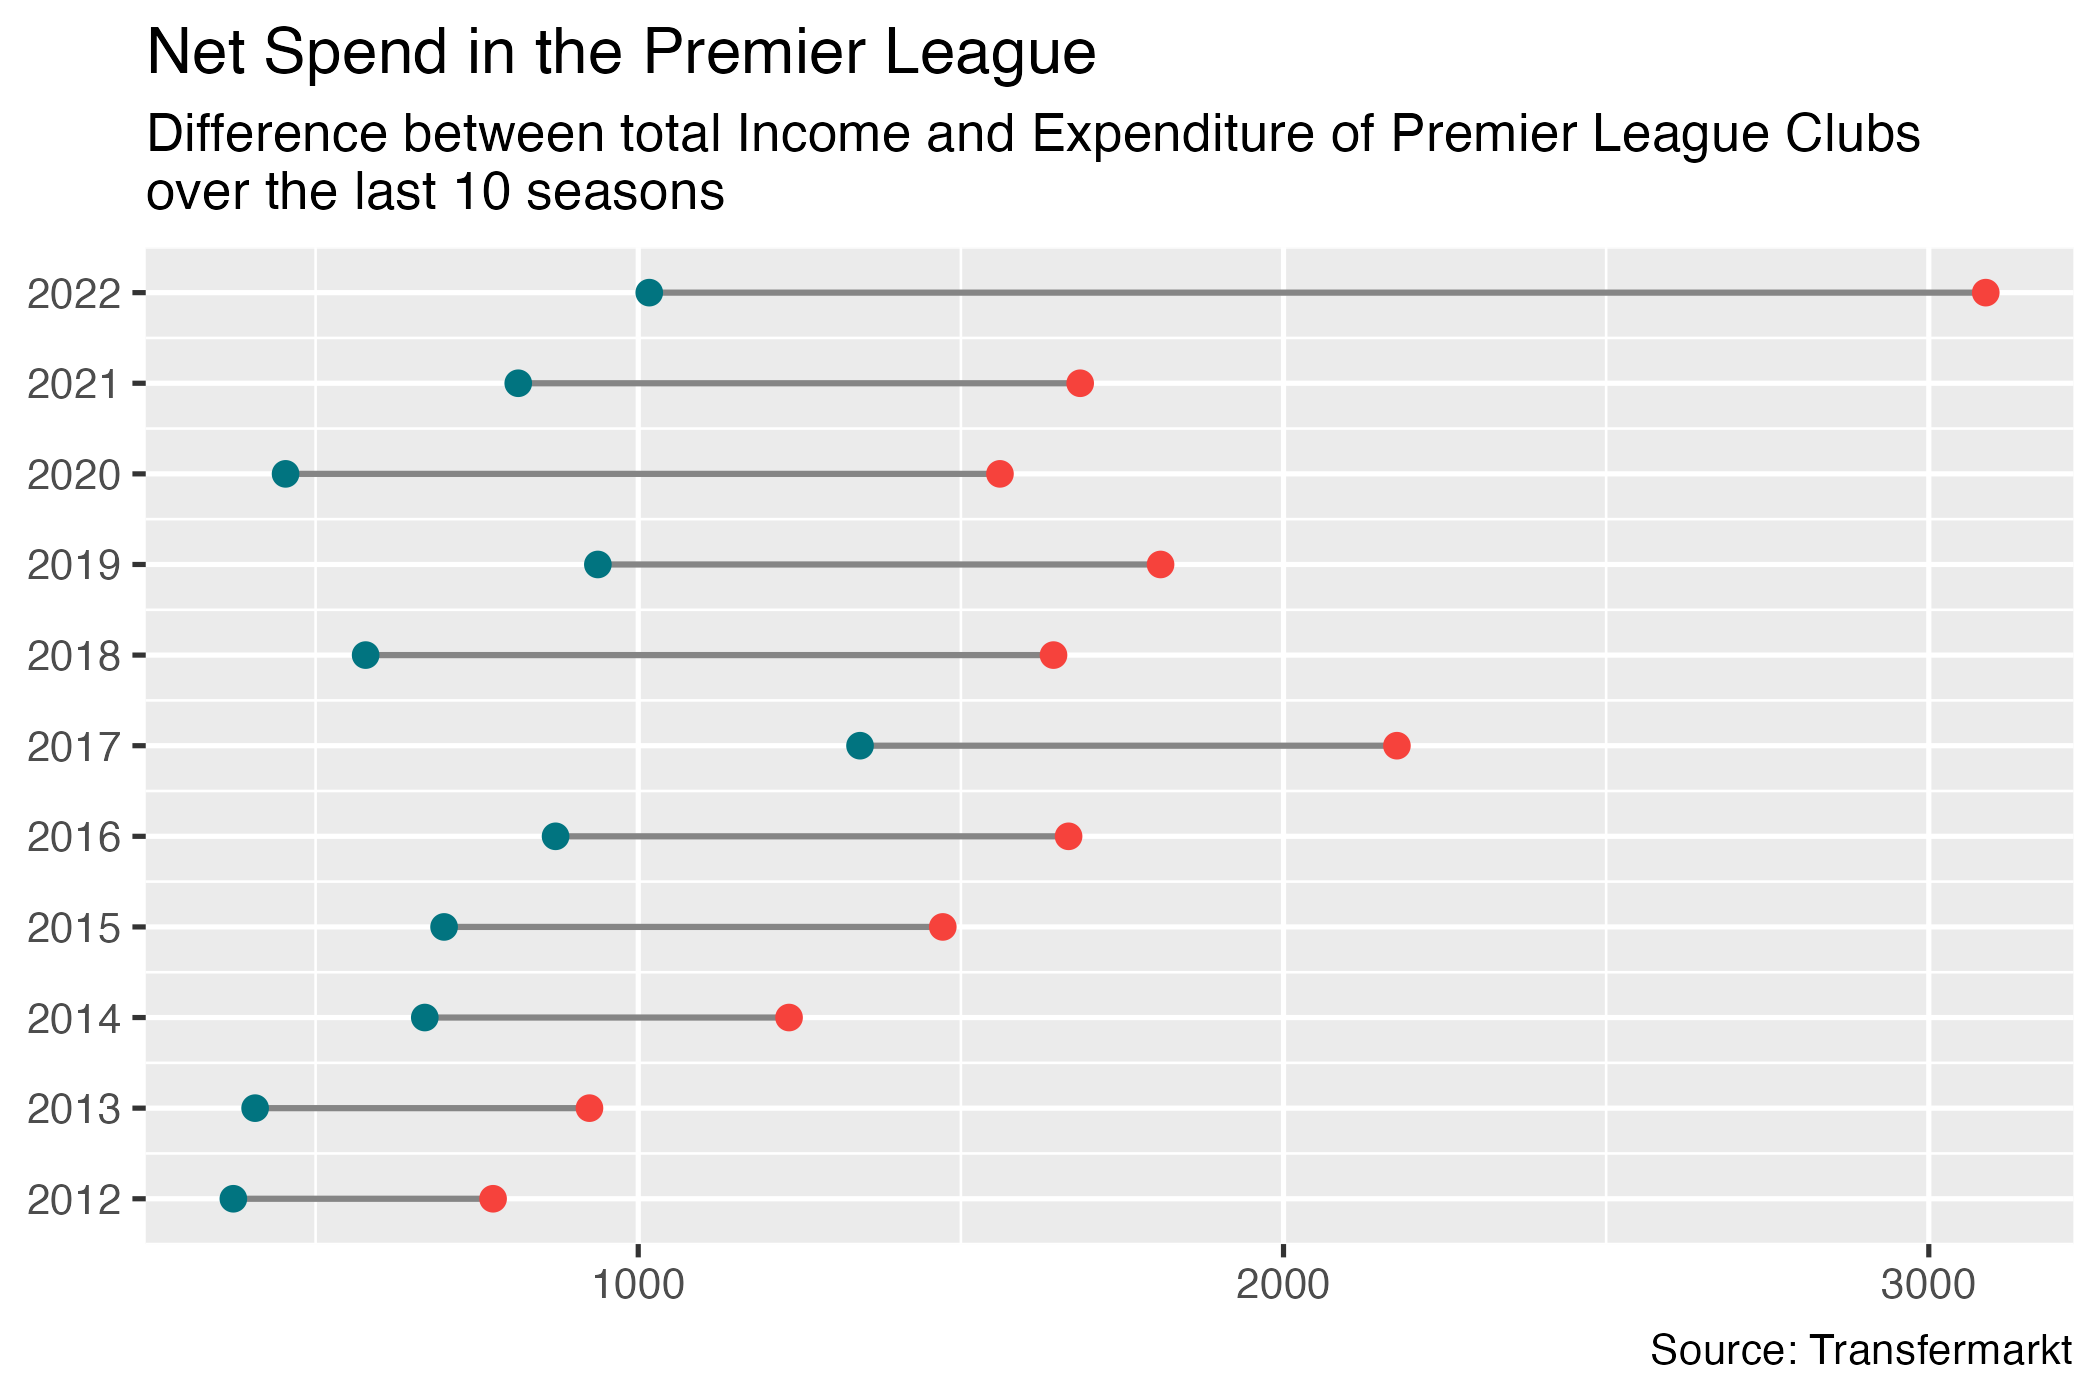 Net Spend in the Premier League
Difference between total Income and Expenditure of Premier League Clubs
over the last 10 seasons
2022
2021
2020
2019
2018
2017
2016
2015
2014
2013
2012
1000 2000 3000
Source: Transfermarkt